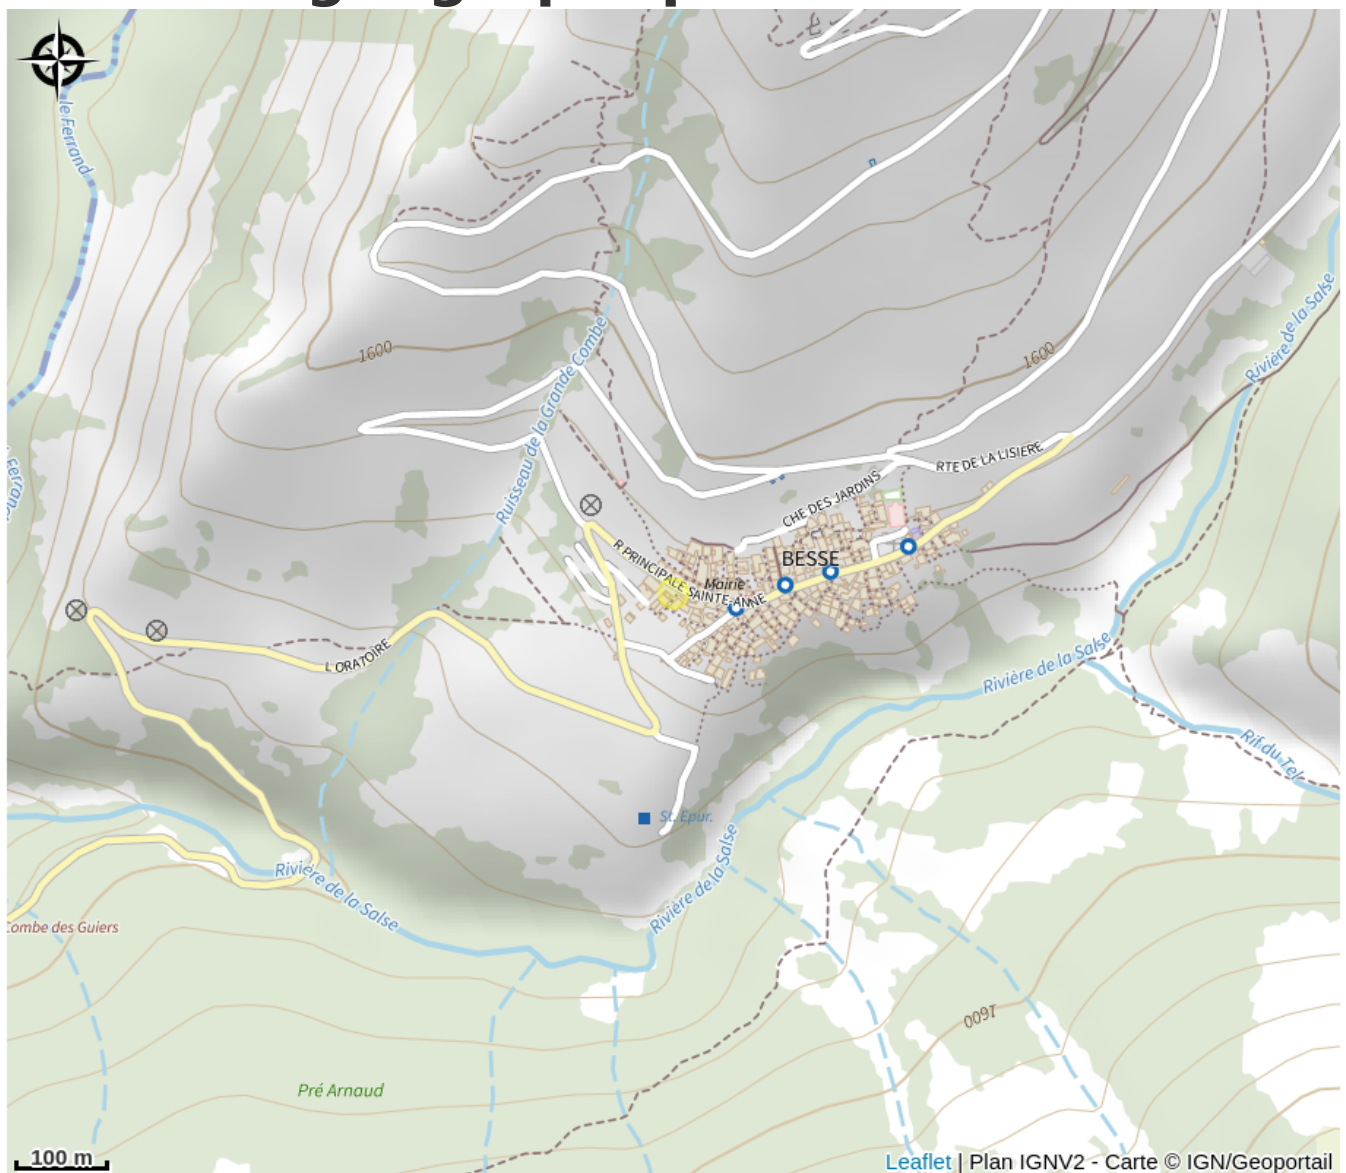 le Ferrand
Rivière de la Salse
1600
1600
Ruisseau de la Grande Combe
RTE DE LA LISIERE
CHE DES JARDINS
BESSE
R PRINCIPALE SAINTE-ANNE
Mairie
L ORATOIRE
Rivière de la Salse
Rif du Tel
St. Epur.
Rivière de la Salse
Rivière de la Salse
Combe des Guiers
1600
Pré Arnaud
100 m
Leaflet | Plan IGNV2 - Carte © IGN/Geoportail